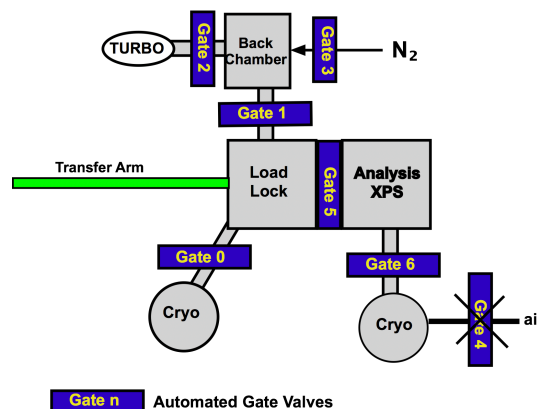 TURBO
Gate 2
Back
Chamber
Gate 3
N₂
Gate 1
Transfer Arm
Load
Lock
Gate 5
Analysis
XPS
Gate 0
Gate 6
Cryo
Cryo
Gate 4
ai
Gate n
Automated Gate Valves